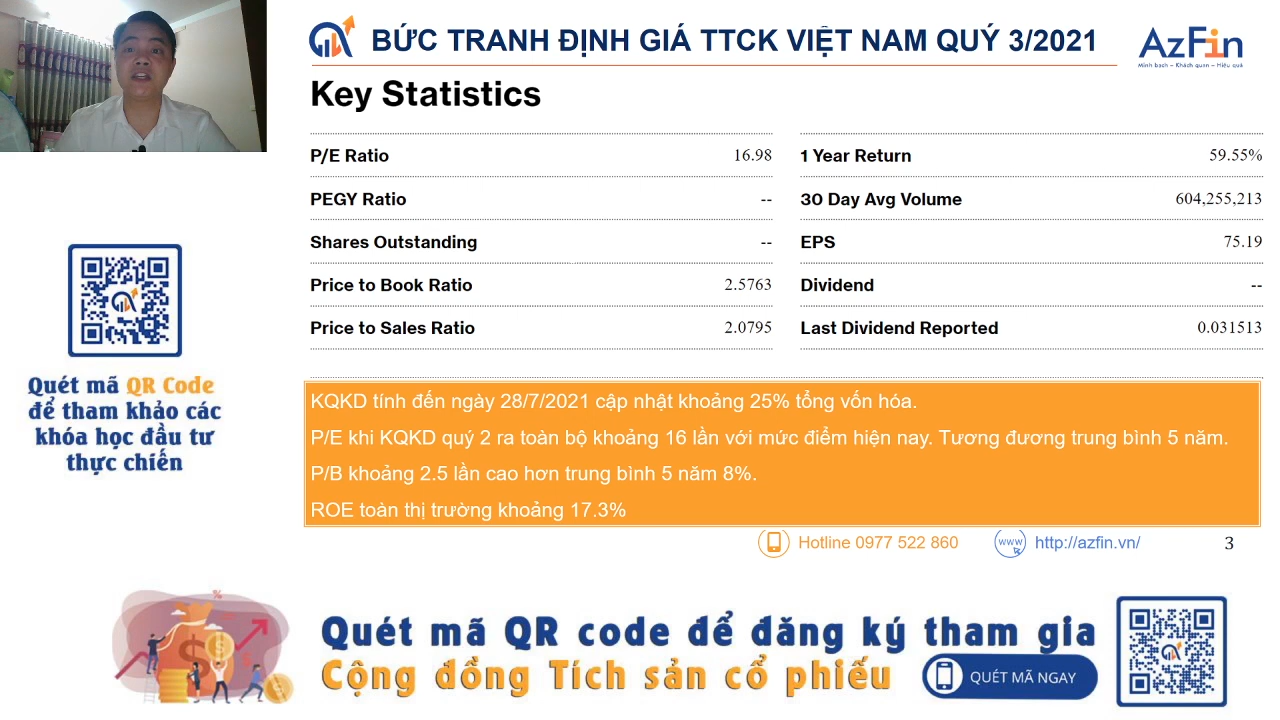 BỨC TRANH ĐỊNH GIÁ TTCK VIỆT NAM QUÝ 3/2021
AzFin
Minh bạch – Khách quan – Hiệu quả
Key Statistics
P/E Ratio 16.98
PEGY Ratio --
Shares Outstanding --
Price to Book Ratio 2.5763
Price to Sales Ratio 2.0795
1 Year Return 59.55%
30 Day Avg Volume 604,255,213
EPS 75.19
Dividend --
Last Dividend Reported 0.031513
Quét mã QR Code
để tham khảo các
khóa học đầu tư
thực chiến
KQKD tính đến ngày 28/7/2021 cập nhật khoảng 25% tổng vốn hóa.
P/E khi KQKD quý 2 ra toàn bộ khoảng 16 lần với mức điểm hiện nay. Tương đương trung bình 5 năm.
P/B khoảng 2.5 lần cao hơn trung bình 5 năm 8%.
ROE toàn thị trường khoảng 17.3%
Hotline 0977 522 860
www
http://azfin.vn/
3
Quét mã QR code để đăng ký tham gia
Cộng đồng Tích sản cổ phiếu
QUÉT MÃ NGAY